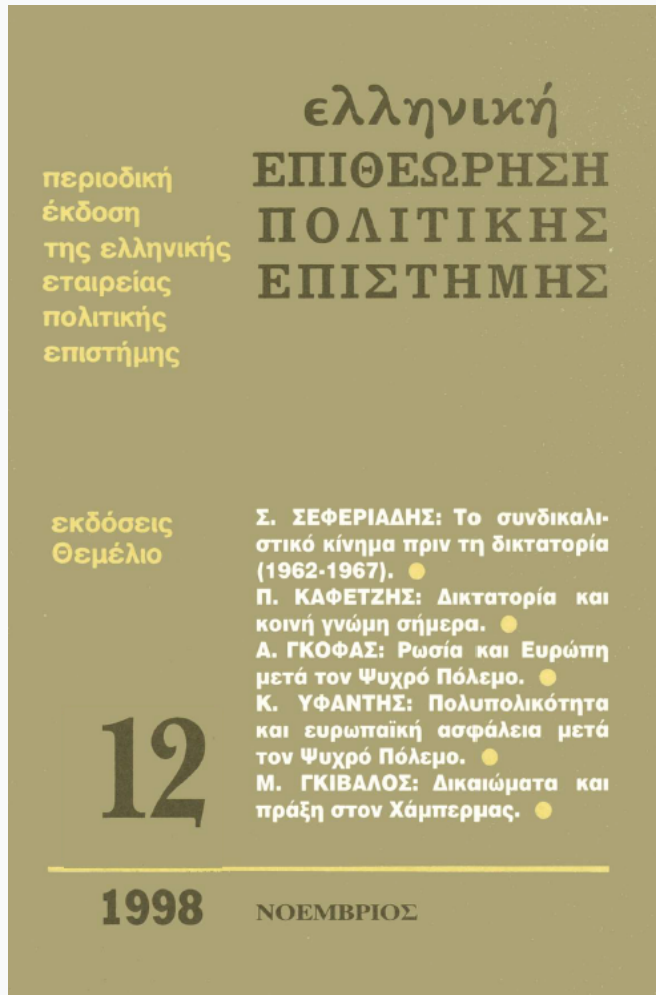 ελληνική
ΕΠΙΘΕΩΡΗΣΗ
ΠΟΛΙΤΙΚΗΣ
ΕΠΙΣΤΗΜΗΣ
περιοδική
έκδοση
της ελληνικής
εταιρείας
πολιτικής
επιστήμης
εκδόσεις
Θεμέλιο
Σ. ΣΕΦΕΡΙΑΔΗΣ: Το συνδικαλι-
στικό κίνημα πριν τη δικτατορία
(1962-1967).
Π. ΚΑΦΕΤΖΗΣ: Δικτατορία και
κοινή γνώμη σήμερα.
Α. ΓΚΟΦΑΣ: Ρωσία και Ευρώπη
μετά τον Ψυχρό Πόλεμο.
Κ. ΥΦΑΝΤΗΣ: Πολυπολικότητα
και ευρωπαϊκή ασφάλεια μετά
τον Ψυχρό Πόλεμο.
Μ. ΓΚΙΒΑΛΟΣ: Δικαιώματα και
πράξη στον Χάμπερμας.
12
1998 ΝΟΕΜΒΡΙΟΣ